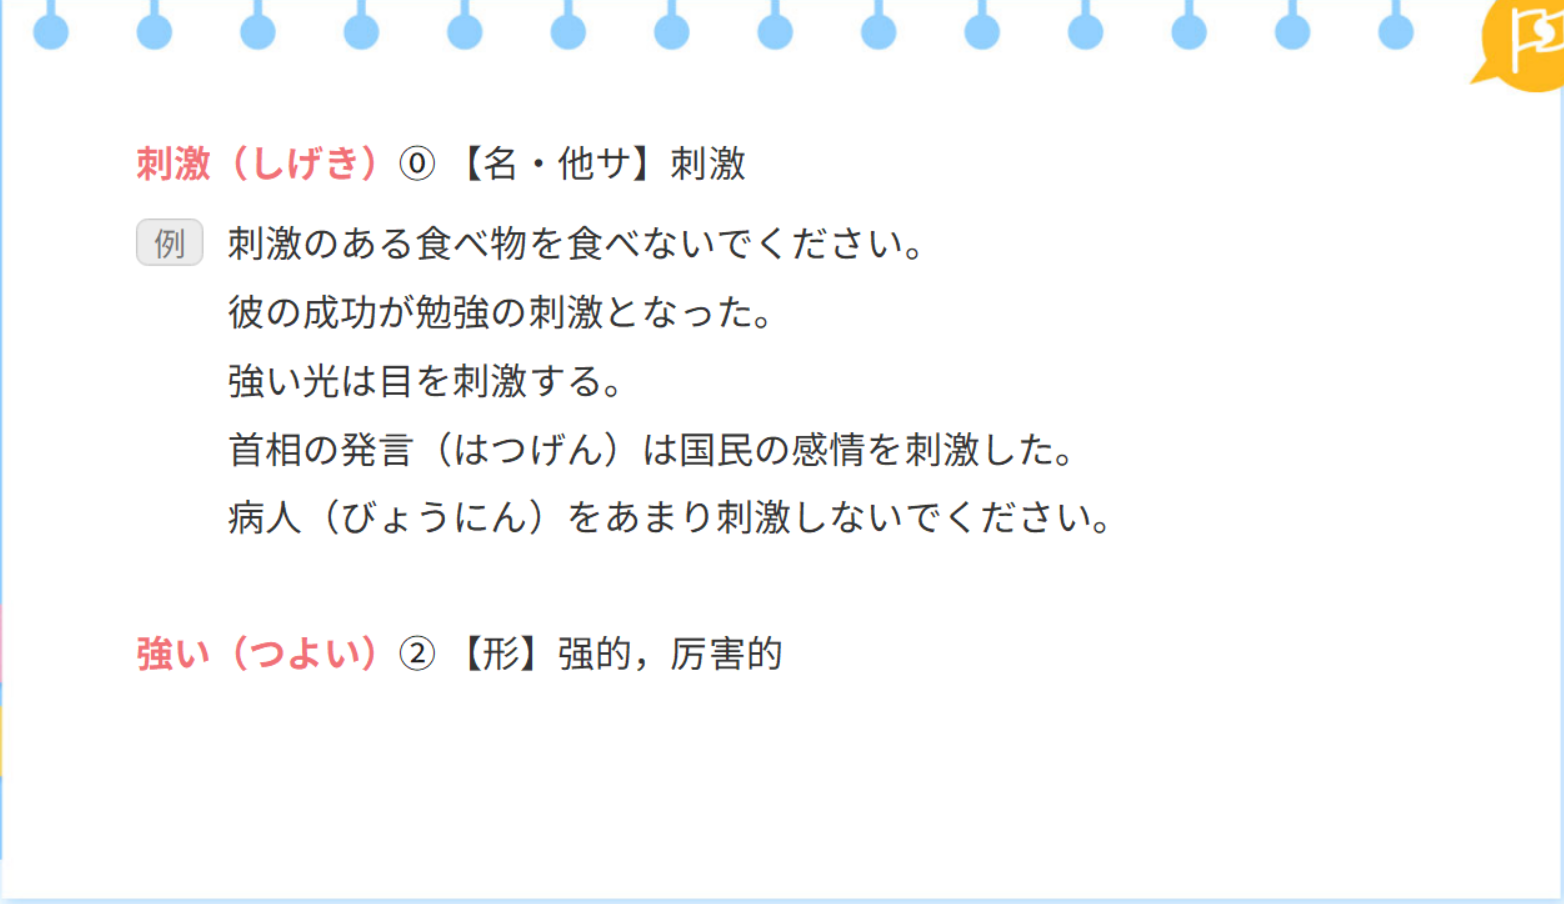 刺激（しげき）⓪ 【名・他サ】刺激
例 刺激のある食べ物を食べないでください。
彼の成功が勉強の刺激となった。
強い光は目を刺激する。
首相の発言（はつげん）は国民の感情を刺激した。
病人（びょうにん）をあまり刺激しないでください。
強い（つよい）② 【形】强的，厉害的